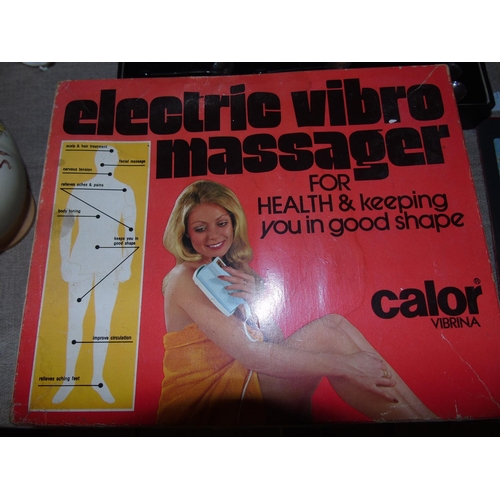 electric vibro
massager
FOR
HEALTH & keeping
you in good shape
scalp & hair treatment
facial massage
nervous tension
relieves aches & pains
body toning
keeps you in
good shape
improve circulation
relieves aching feet
calor®
VIBRINA